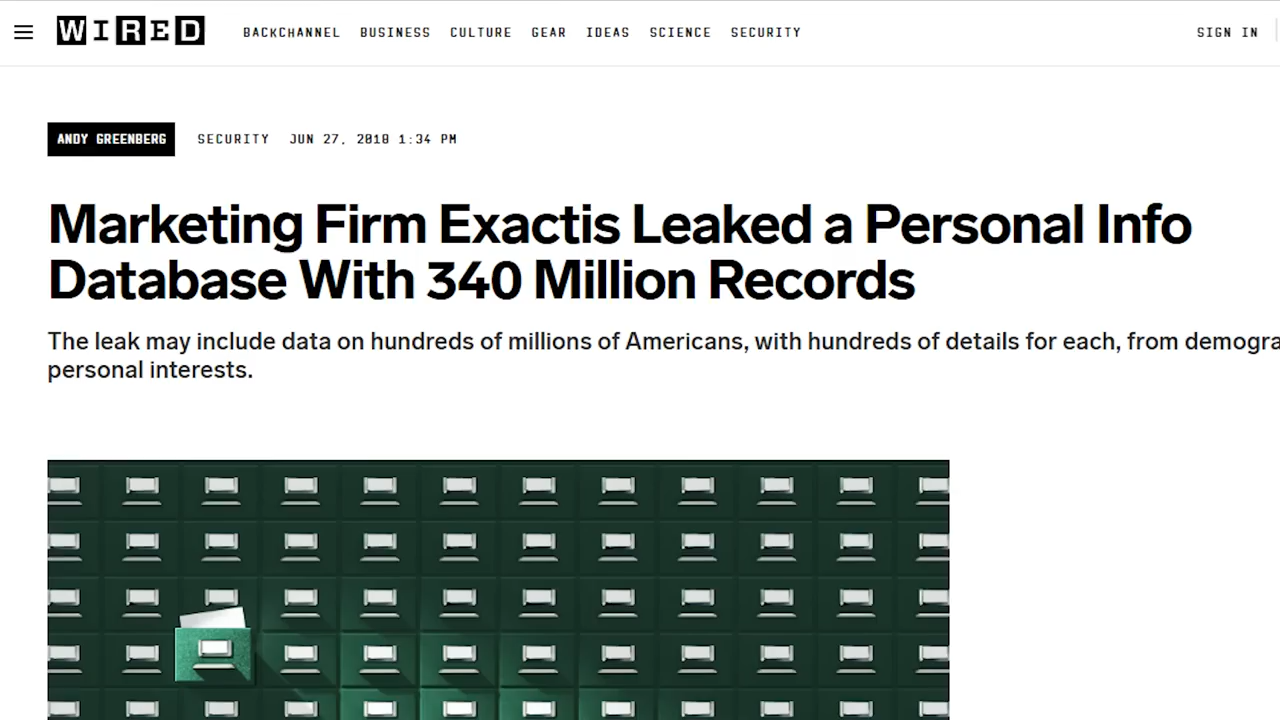 WIRED BACKCHANNEL BUSINESS CULTURE GEAR IDEAS SCIENCE SECURITY SIGN IN
ANDY GREENBERG SECURITY JUN 27, 2018 1:34 PM
Marketing Firm Exactis Leaked a Personal Info
Database With 340 Million Records
The leak may include data on hundreds of millions of Americans, with hundreds of details for each, from demogra
personal interests.